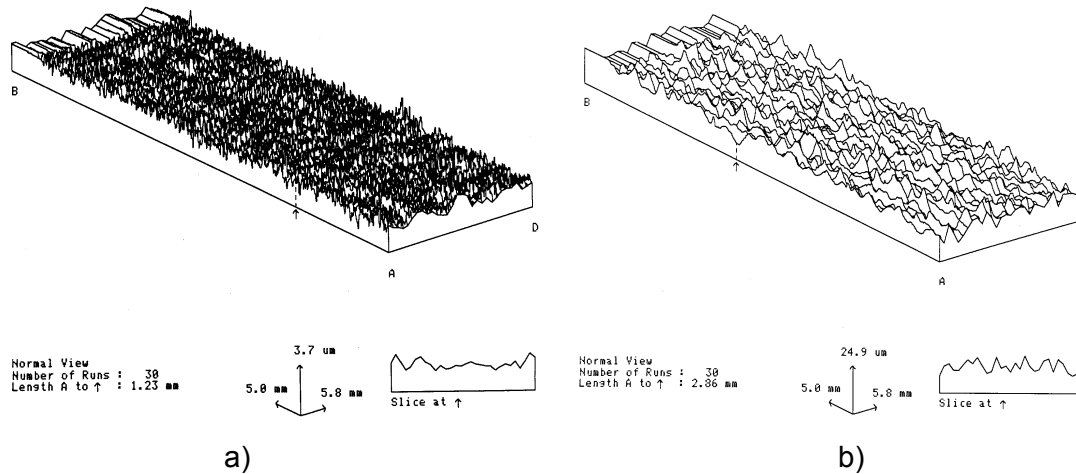 B
D
A
Normal View
Number of Runs : 30
Length A to ↑ : 1.23 mm
3.7 um
5.0 mm
5.8 mm
Slice at ↑
a)
B
A
Normal View
Number of Runs : 30
Length A to ↑ : 2.86 mm
24.9 um
5.0 mm
5.8 mm
Slice at ↑
b)